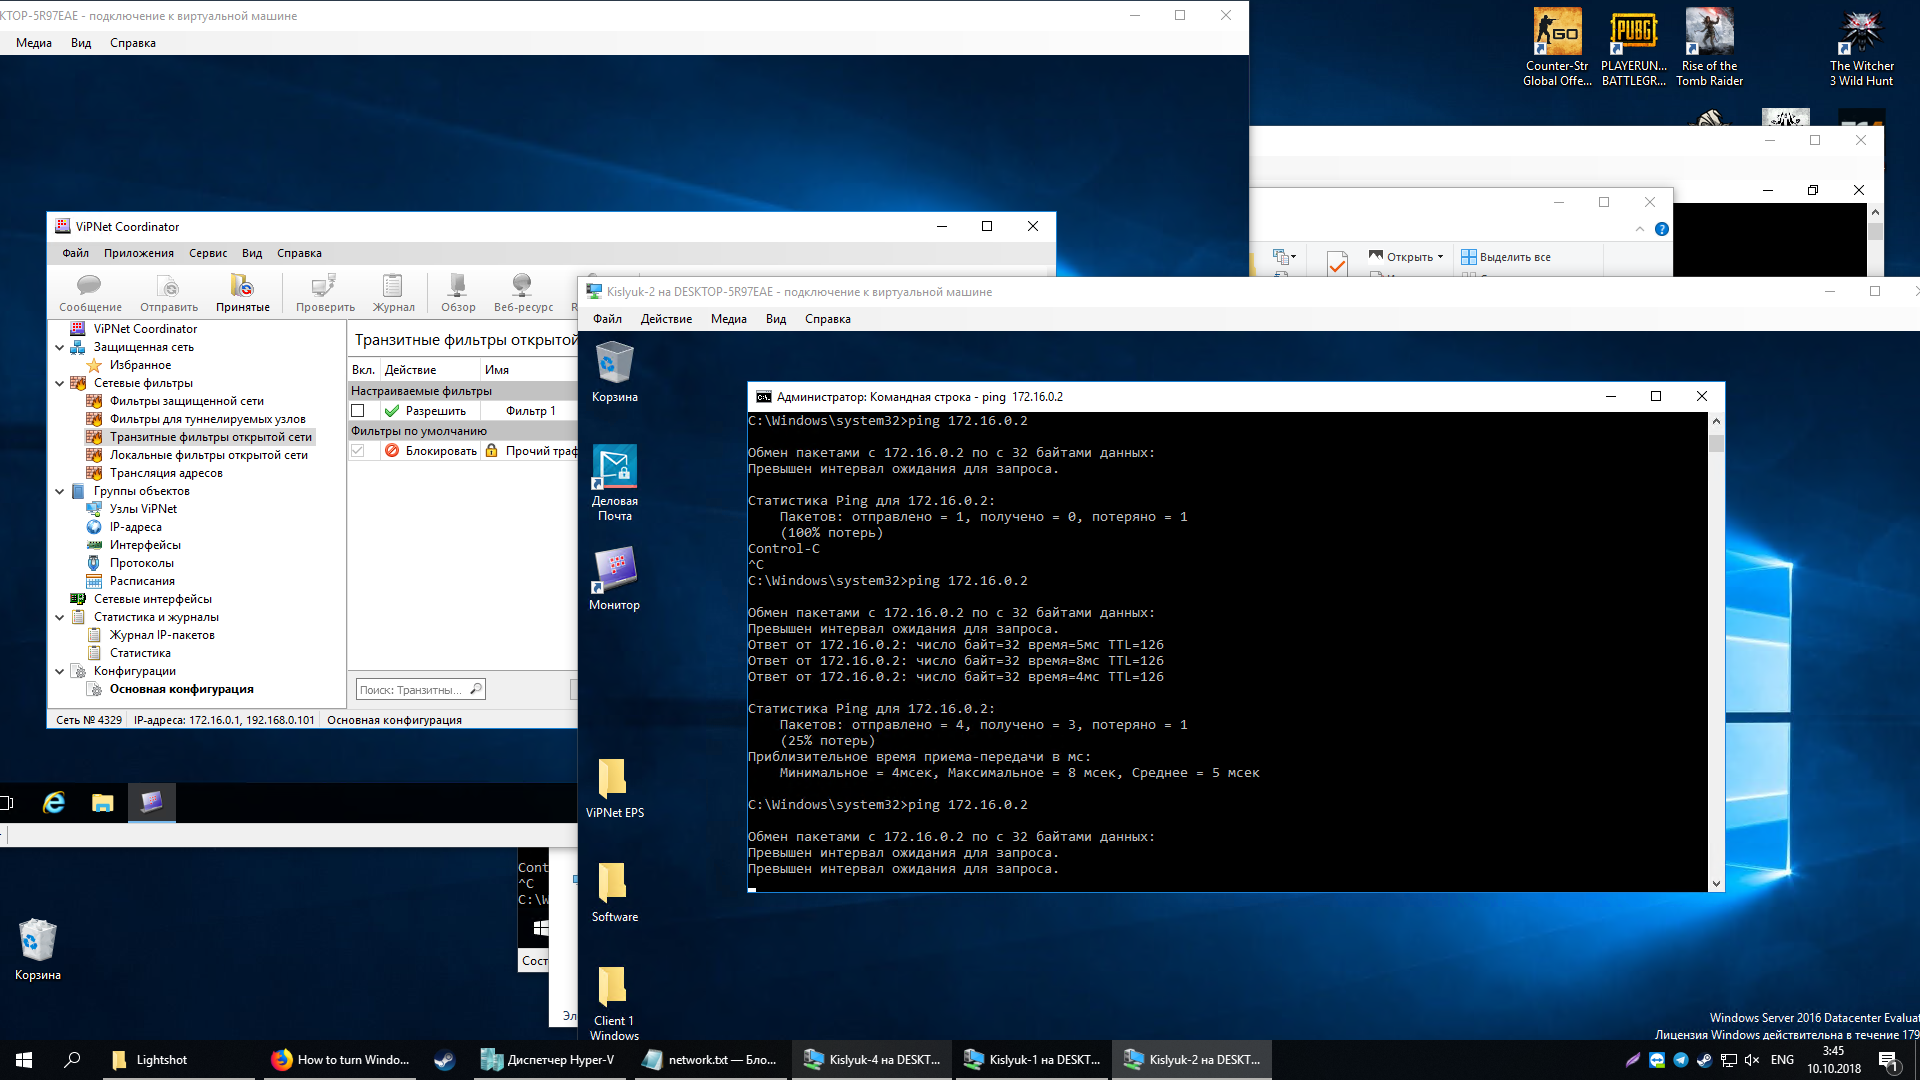 KTOP-5R97EAE - подключение к виртуальной машине
Медиа Вид Справка
Counter-Str
Global Offe...
PLAYERUN...
BATTLEGR...
Rise of the
Tomb Raider
The Witcher
3 Wild Hunt
Открыть
Выделить все
ViPNet Coordinator
Файл Приложения Сервис Вид Справка
Сообщение Отправить Принятые Проверить Журнал Обзор Веб-ресурс
ViPNet Coordinator
Защищенная сеть
Избранное
Сетевые фильтры
Фильтры защищенной сети
Фильтры для туннелируемых узлов
Транзитные фильтры открытой сети
Локальные фильтры открытой сети
Трансляция адресов
Группы объектов
Узлы ViPNet
IP-адреса
Интерфейсы
Протоколы
Расписания
Сетевые интерфейсы
Статистика и журналы
Журнал IP-пакетов
Статистика
Конфигурации
Основная конфигурация
Транзитные фильтры открытой
Вкл. Действие Имя
Настраиваемые фильтры
Разрешить Фильтр 1
Фильтры по умолчанию
Блокировать Прочий траф
Поиск: Транзитны...
Сеть № 4329 IP-адреса: 172.16.0.1, 192.168.0.101 Основная конфигурация
Kislyuk-2 на DESKTOP-5R97EAE - подключение к виртуальной машине
Файл Действие Медиа Вид Справка
Корзина
Деловая
Почта
Монитор
ViPNet EPS
Software
Client 1
Windows
Администратор: Командная строка - ping 172.16.0.2
C:\Windows\system32>ping 172.16.0.2
Обмен пакетами с 172.16.0.2 по с 32 байтами данных:
Превышен интервал ожидания для запроса.
Статистика Ping для 172.16.0.2:
Пакетов: отправлено = 1, получено = 0, потеряно = 1
(100% потерь)
Control-C
^C
C:\Windows\system32>ping 172.16.0.2
Обмен пакетами с 172.16.0.2 по с 32 байтами данных:
Превышен интервал ожидания для запроса.
Ответ от 172.16.0.2: число байт=32 время=5мс TTL=126
Ответ от 172.16.0.2: число байт=32 время=8мс TTL=126
Ответ от 172.16.0.2: число байт=32 время=4мс TTL=126
Статистика Ping для 172.16.0.2:
Пакетов: отправлено = 4, получено = 3, потеряно = 1
(25% потерь)
Приблизительное время приема-передачи в мс:
Минимальное = 4мсек, Максимальное = 8 мсек, Среднее = 5 мсек
C:\Windows\system32>ping 172.16.0.2
Обмен пакетами с 172.16.0.2 по с 32 байтами данных:
Превышен интервал ожидания для запроса.
Превышен интервал ожидания для запроса.
Cont
^C
C:\W
Сост
Эл
Корзина
Windows Server 2016 Datacenter Evaluat
Лицензия Windows действительна в течение 179
Lightshot
How to turn Windo...
Диспетчер Hyper-V
network.txt — Бло...
Kislyuk-4 на DESKT...
Kislyuk-1 на DESKT...
Kislyuk-2 на DESKT...
ENG
3:45
10.10.2018
1